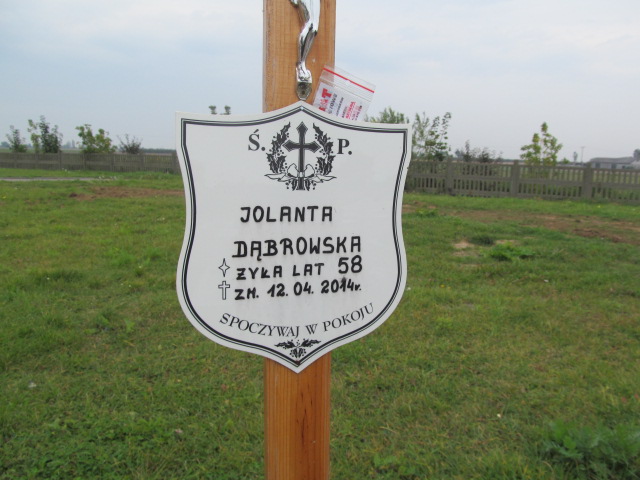 Ś. P.
JOLANTA
DĄBROWSKA
ŻYŁA LAT 58
ZM. 12.04.2014r.
SPOCZYWAJ W POKOJU